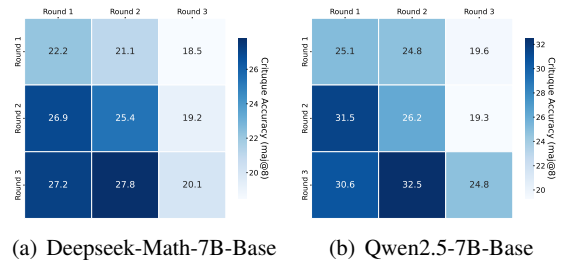 Round 1 Round 2 Round 3
Round 1 22.2 21.1 18.5
Round 2 26.9 25.4 19.2
Round 3 27.2 27.8 20.1
26
24
22
20
Crituque Accuracy (maj@8)
(a) Deepseek-Math-7B-Base
Round 1 Round 2 Round 3
Round 1 25.1 24.8 19.6
Round 2 31.5 26.2 19.3
Round 3 30.6 32.5 24.8
32
30
28
26
24
22
20
Crituque Accuracy (maj@8)
(b) Qwen2.5-7B-Base